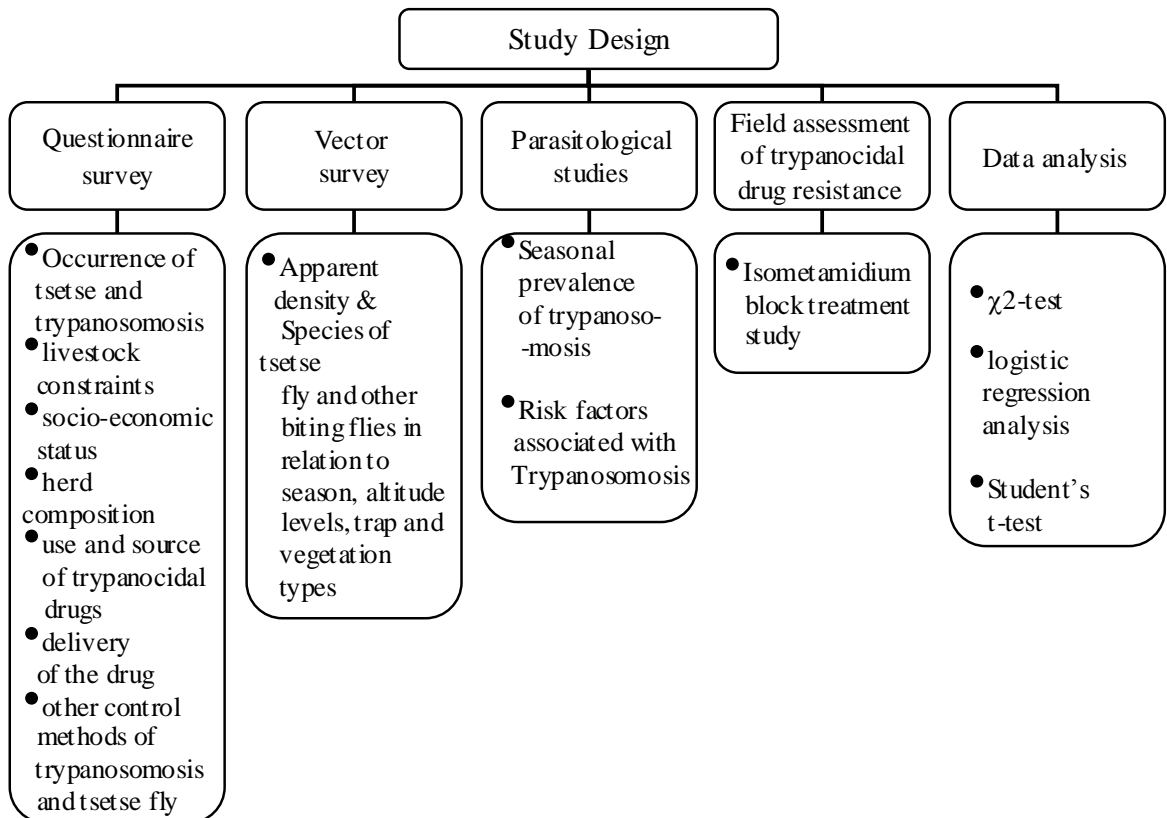 Study Design
Questionnaire
survey
● Occurrence of
tsetse and
trypanosomosis
● livestock
constraints
● socio-economic
status
● herd
composition
● use and source
of trypanocidal
drugs
● delivery
of the drug
● other control
methods of
trypanosomosis
and tsetse fly
Vector
survey
● Apparent
density &
Species of
tsetse
fly and other
biting flies in
relation to
season, altitude
levels, trap and
vegetation
types
Parasitological
studies
● Seasonal
prevalence
of trypanoso-
-mosis
● Risk factors
associated with
Trypanosomosis
Field assessment
of trypanocidal
drug resistance
● Isometamidium
block treatment
study
Data analysis
● χ2-test
● logistic
regression
analysis
● Student’s
t-test